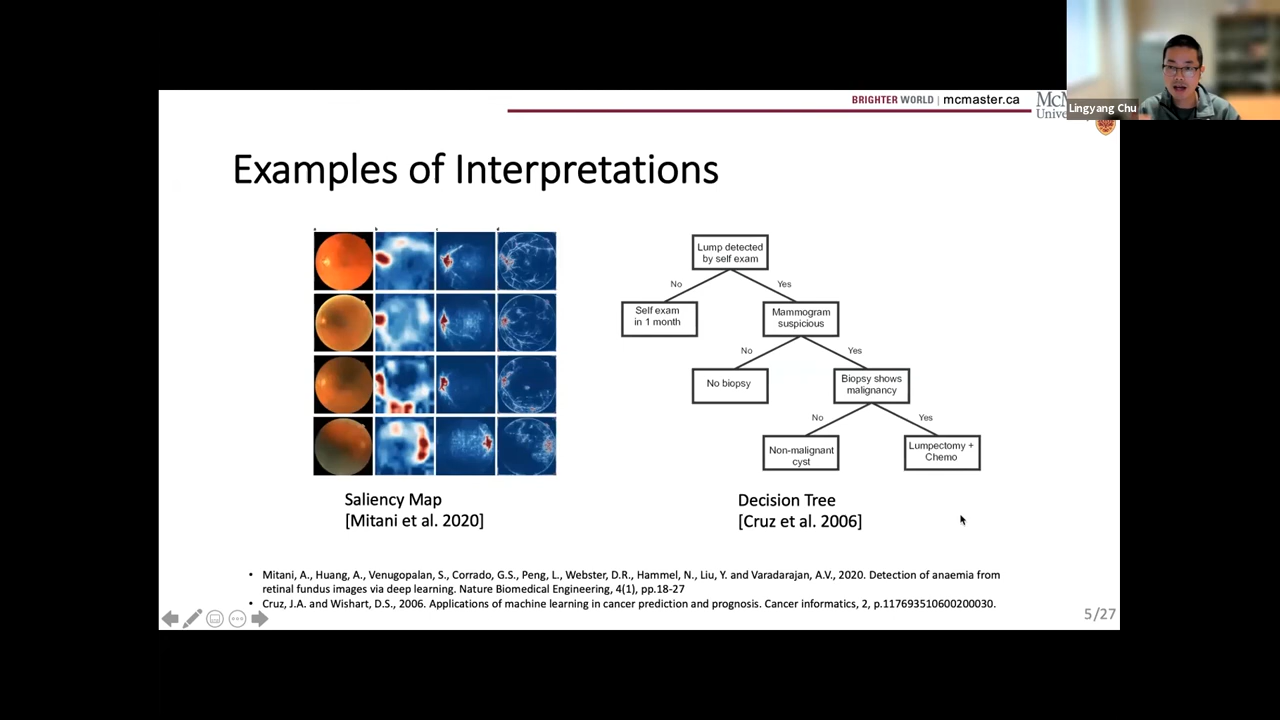 BRIGHTER WORLD | mcmaster.ca
Lingyang Chu
Examples of Interpretations
Lump detected
by self exam
No
Yes
Self exam
in 1 month
Mammogram
suspicious
No
Yes
No biopsy
Biopsy shows
malignancy
No
Yes
Non-malignant
cyst
Lumpectomy +
Chemo
Saliency Map
[Mitani et al. 2020]
Decision Tree
[Cruz et al. 2006]
• Mitani, A., Huang, A., Venugopalan, S., Corrado, G.S., Peng, L., Webster, D.R., Hammel, N., Liu, Y. and Varadarajan, A.V., 2020. Detection of anaemia from
retinal fundus images via deep learning. Nature Biomedical Engineering, 4(1), pp.18-27
• Cruz, J.A. and Wishart, D.S., 2006. Applications of machine learning in cancer prediction and prognosis. Cancer informatics, 2, p.117693510600200030.
5/27